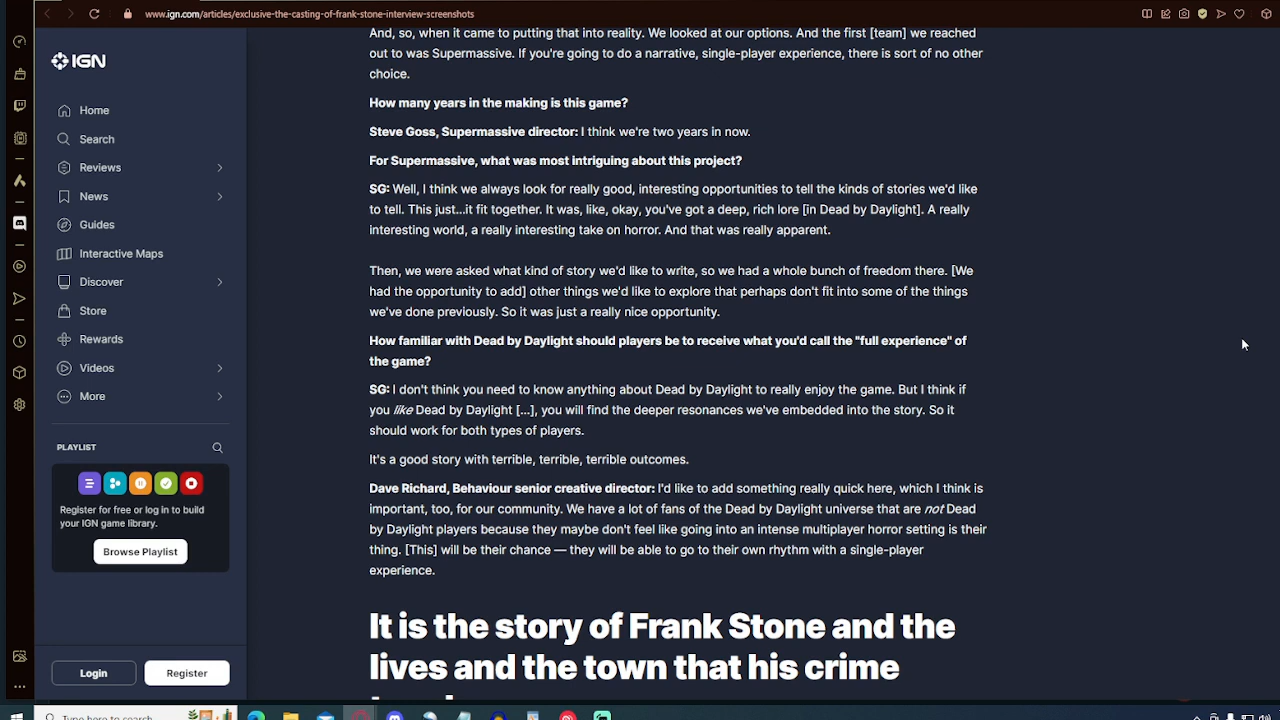 www.ign.com/articles/exclusive-the-casting-of-frank-stone-interview-screenshots
IGN
Home
Search
Reviews
News
Guides
Interactive Maps
Discover
Store
Rewards
Videos
More
PLAYLIST
Register for free or log in to build
your IGN game library.
Browse Playlist
Login
Register
And, so, when it came to putting that into reality. We looked at our options. And the first [team] we reached
out to was Supermassive. If you're going to do a narrative, single-player experience, there is sort of no other
choice.
How many years in the making is this game?
Steve Goss, Supermassive director: I think we're two years in now.
For Supermassive, what was most intriguing about this project?
SG: Well, I think we always look for really good, interesting opportunities to tell the kinds of stories we'd like
to tell. This just...it fit together. It was, like, okay, you've got a deep, rich lore [in Dead by Daylight]. A really
interesting world, a really interesting take on horror. And that was really apparent.
Then, we were asked what kind of story we'd like to write, so we had a whole bunch of freedom there. [We
had the opportunity to add] other things we'd like to explore that perhaps don't fit into some of the things
we've done previously. So it was just a really nice opportunity.
How familiar with Dead by Daylight should players be to receive what you'd call the "full experience" of
the game?
SG: I don't think you need to know anything about Dead by Daylight to really enjoy the game. But I think if
you like Dead by Daylight [...], you will find the deeper resonances we've embedded into the story. So it
should work for both types of players.
It's a good story with terrible, terrible, terrible outcomes.
Dave Richard, Behaviour senior creative director: I'd like to add something really quick here, which I think is
important, too, for our community. We have a lot of fans of the Dead by Daylight universe that are not Dead
by Daylight players because they maybe don't feel like going into an intense multiplayer horror setting is their
thing. [This] will be their chance — they will be able to go to their own rhythm with a single-player
experience.
It is the story of Frank Stone and the
lives and the town that his crime
Type here to search